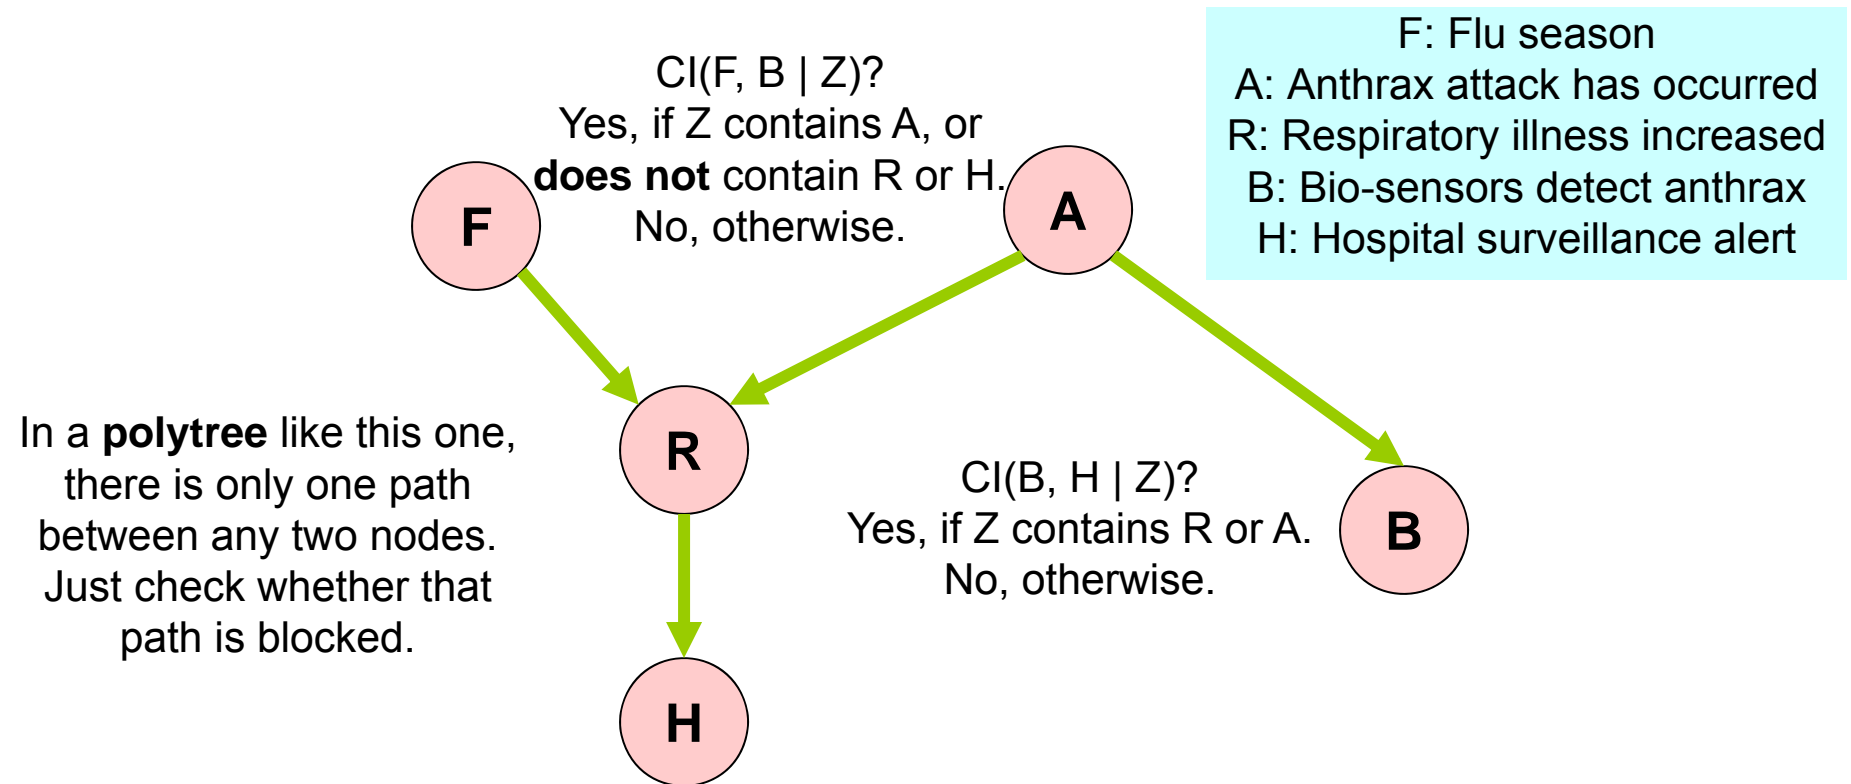 CI(F, B | Z)?
Yes, if Z contains A, or
does not contain R or H.
No, otherwise.
F: Flu season
A: Anthrax attack has occurred
R: Respiratory illness increased
B: Bio-sensors detect anthrax
H: Hospital surveillance alert
F
A
In a polytree like this one,
there is only one path
between any two nodes.
Just check whether that
path is blocked.
R
CI(B, H | Z)?
Yes, if Z contains R or A.
No, otherwise.
B
H